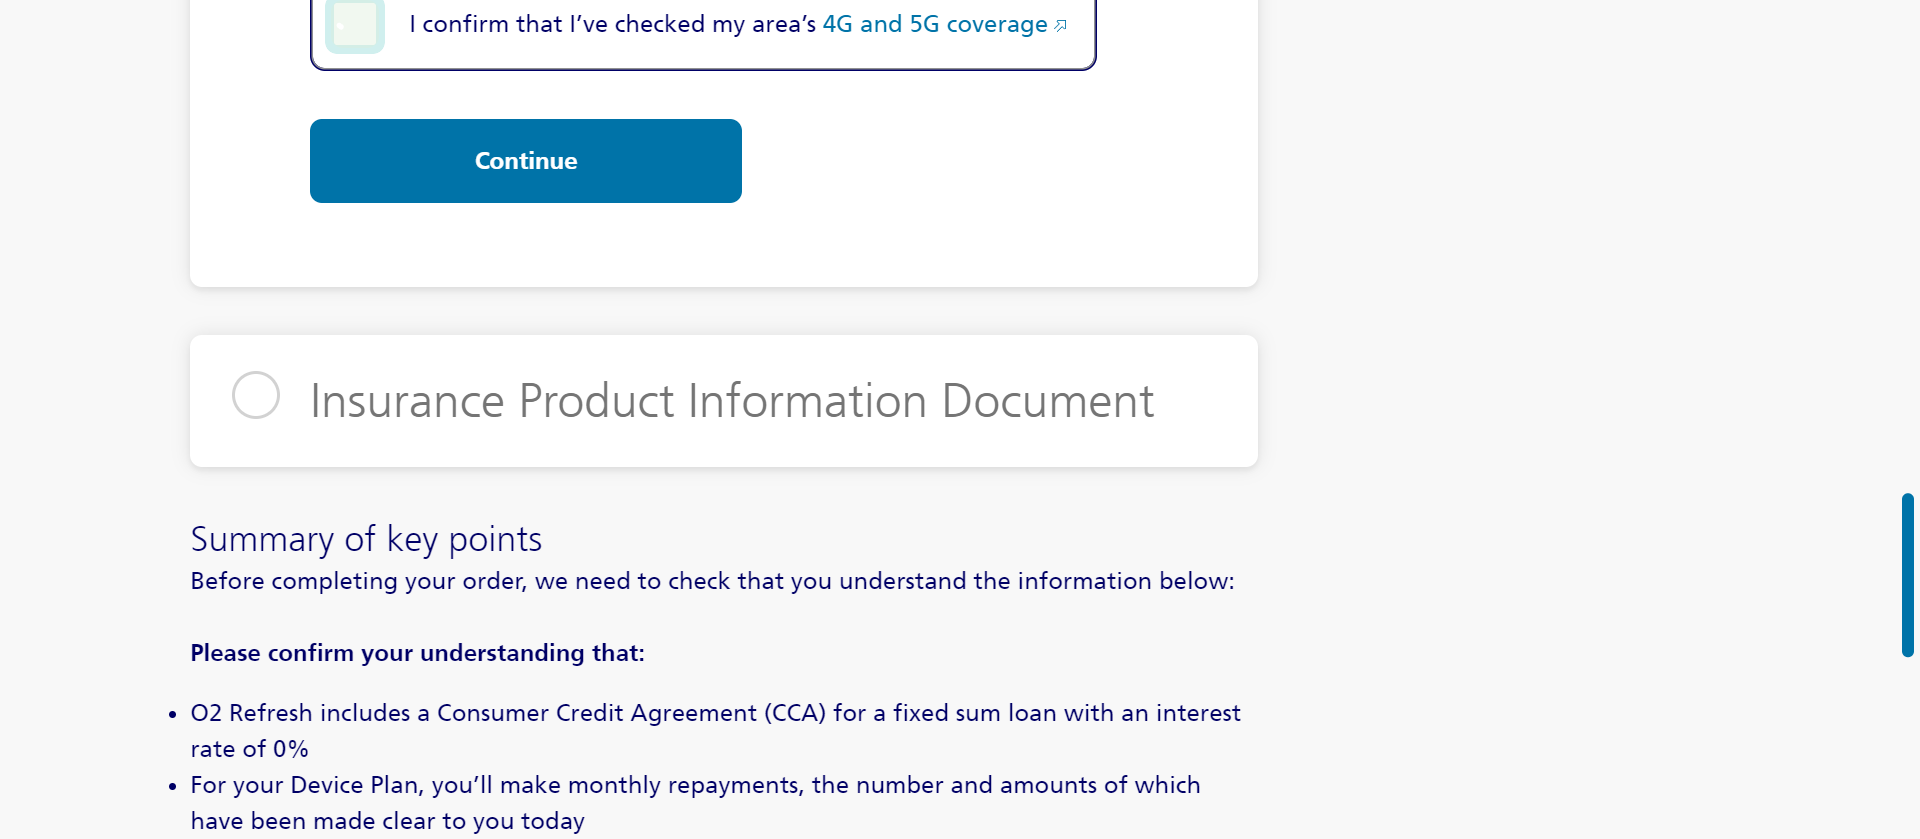 I confirm that I’ve checked my area’s 4G and 5G coverage
Continue
Insurance Product Information Document
Summary of key points
Before completing your order, we need to check that you understand the information below:
Please confirm your understanding that:
• O2 Refresh includes a Consumer Credit Agreement (CCA) for a fixed sum loan with an interest
rate of 0%
• For your Device Plan, you’ll make monthly repayments, the number and amounts of which
have been made clear to you today